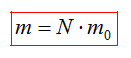 m = N · m₀